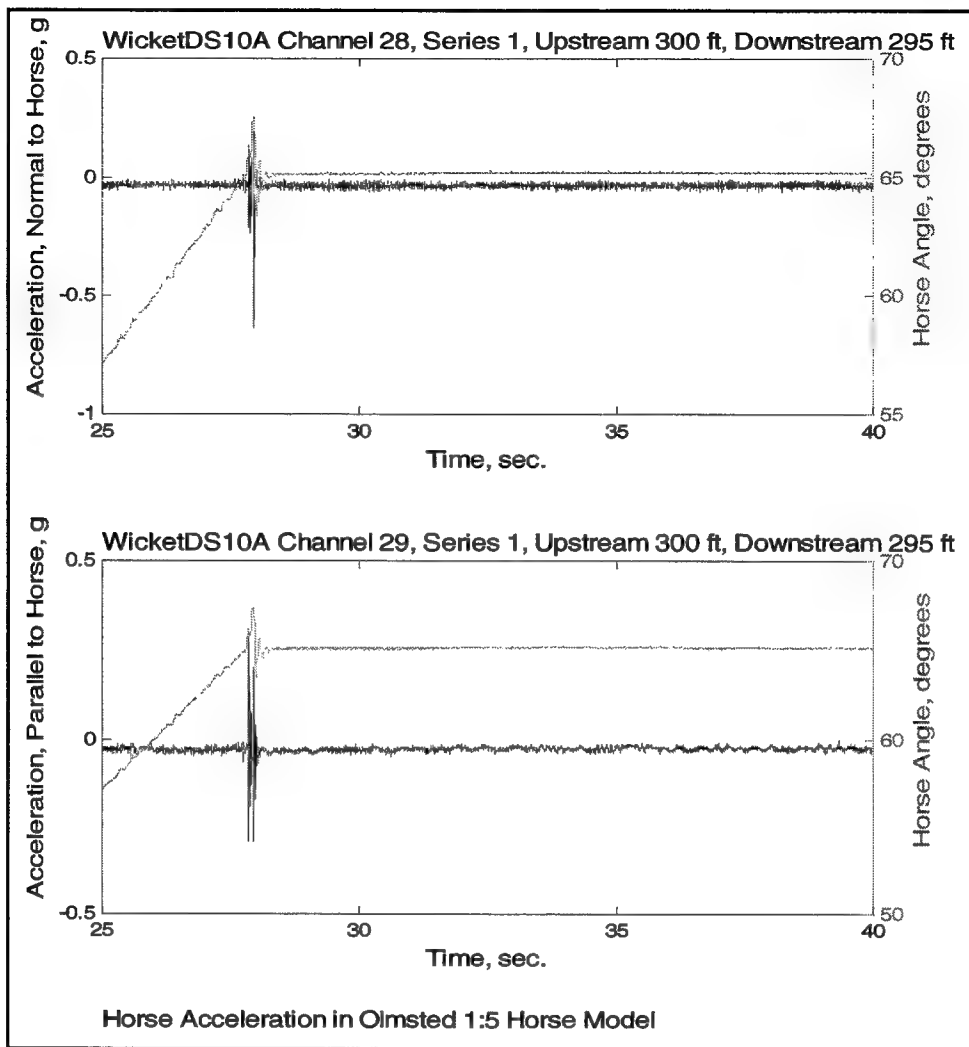 WicketDS10A Channel 28, Series 1, Upstream 300 ft, Downstream 295 ft
Acceleration, Normal to Horse, g
0.5
0
-0.5
-1
70
65
60
55
Horse Angle, degrees
25 30 35 40
Time, sec.
WicketDS10A Channel 29, Series 1, Upstream 300 ft, Downstream 295 ft
Acceleration, Parallel to Horse, g
0.5
0
-0.5
70
60
50
Horse Angle, degrees
25 30 35 40
Time, sec.
Horse Acceleration in Olmsted 1:5 Horse Model